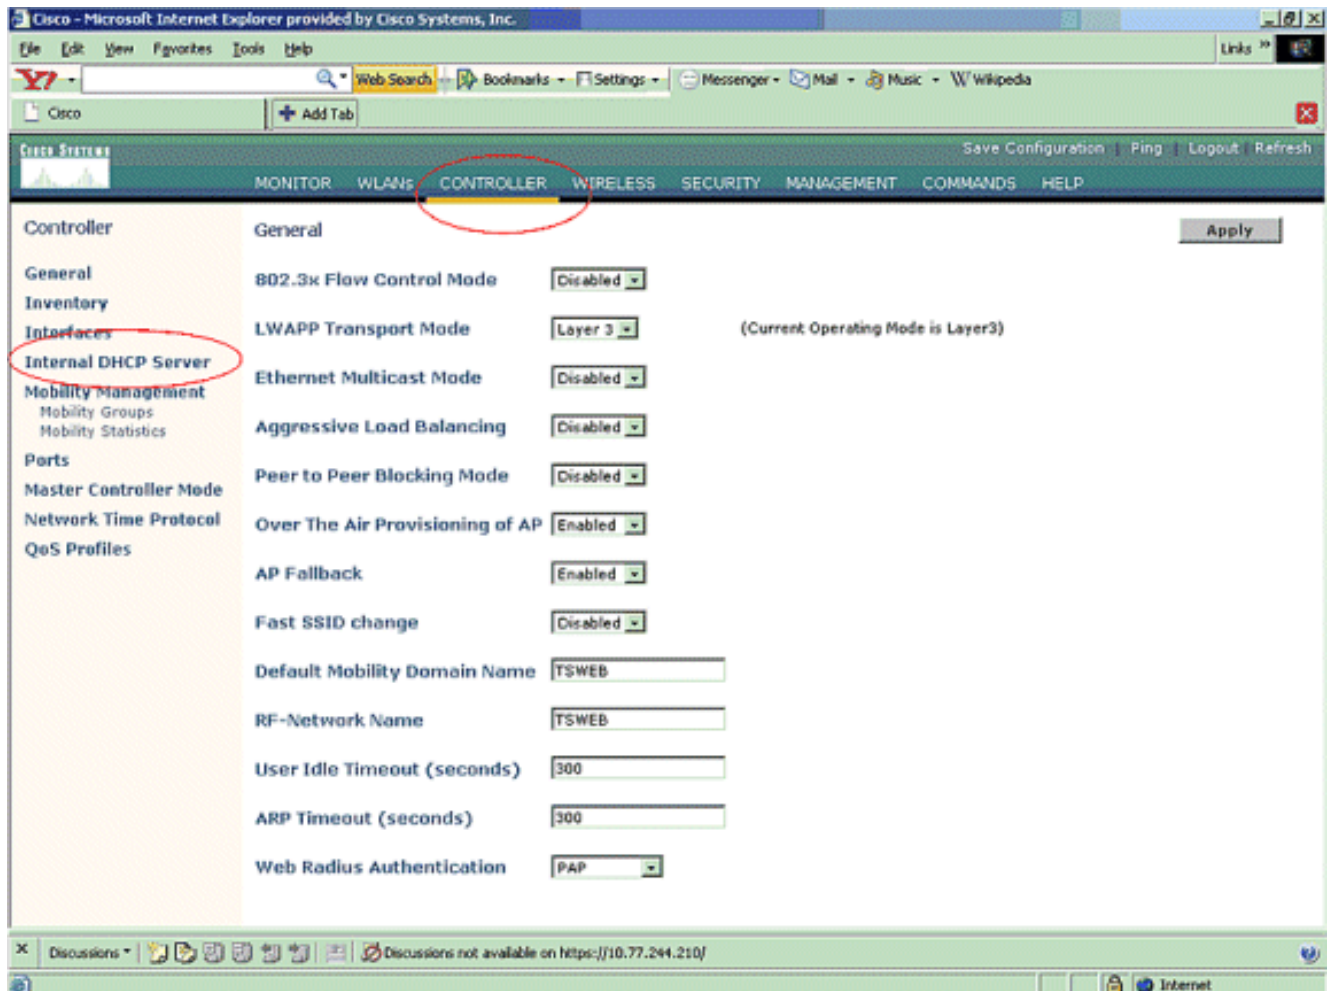 Cisco - Microsoft Internet Explorer provided by Cisco Systems, Inc.
File Edit View Favorites Tools Help Links »
Y! Web Search Bookmarks Settings Messenger Mail Music W Wikipedia
Cisco Add Tab
CISCO SYSTEMS
Save Configuration | Ping | Logout | Refresh
MONITOR WLANs CONTROLLER WIRELESS SECURITY MANAGEMENT COMMANDS HELP
Controller
General
Inventory
Interfaces
Internal DHCP Server
Mobility Management
Mobility Groups
Mobility Statistics
Ports
Master Controller Mode
Network Time Protocol
QoS Profiles
General Apply
802.3x Flow Control Mode Disabled
LWAPP Transport Mode Layer 3 (Current Operating Mode is Layer3)
Ethernet Multicast Mode Disabled
Aggressive Load Balancing Disabled
Peer to Peer Blocking Mode Disabled
Over The Air Provisioning of AP Enabled
AP Fallback Enabled
Fast SSID change Disabled
Default Mobility Domain Name TSWEB
RF-Network Name TSWEB
User Idle Timeout (seconds) 300
ARP Timeout (seconds) 300
Web Radius Authentication PAP
Discussions Discussions not available on https://10.77.244.210/
Internet